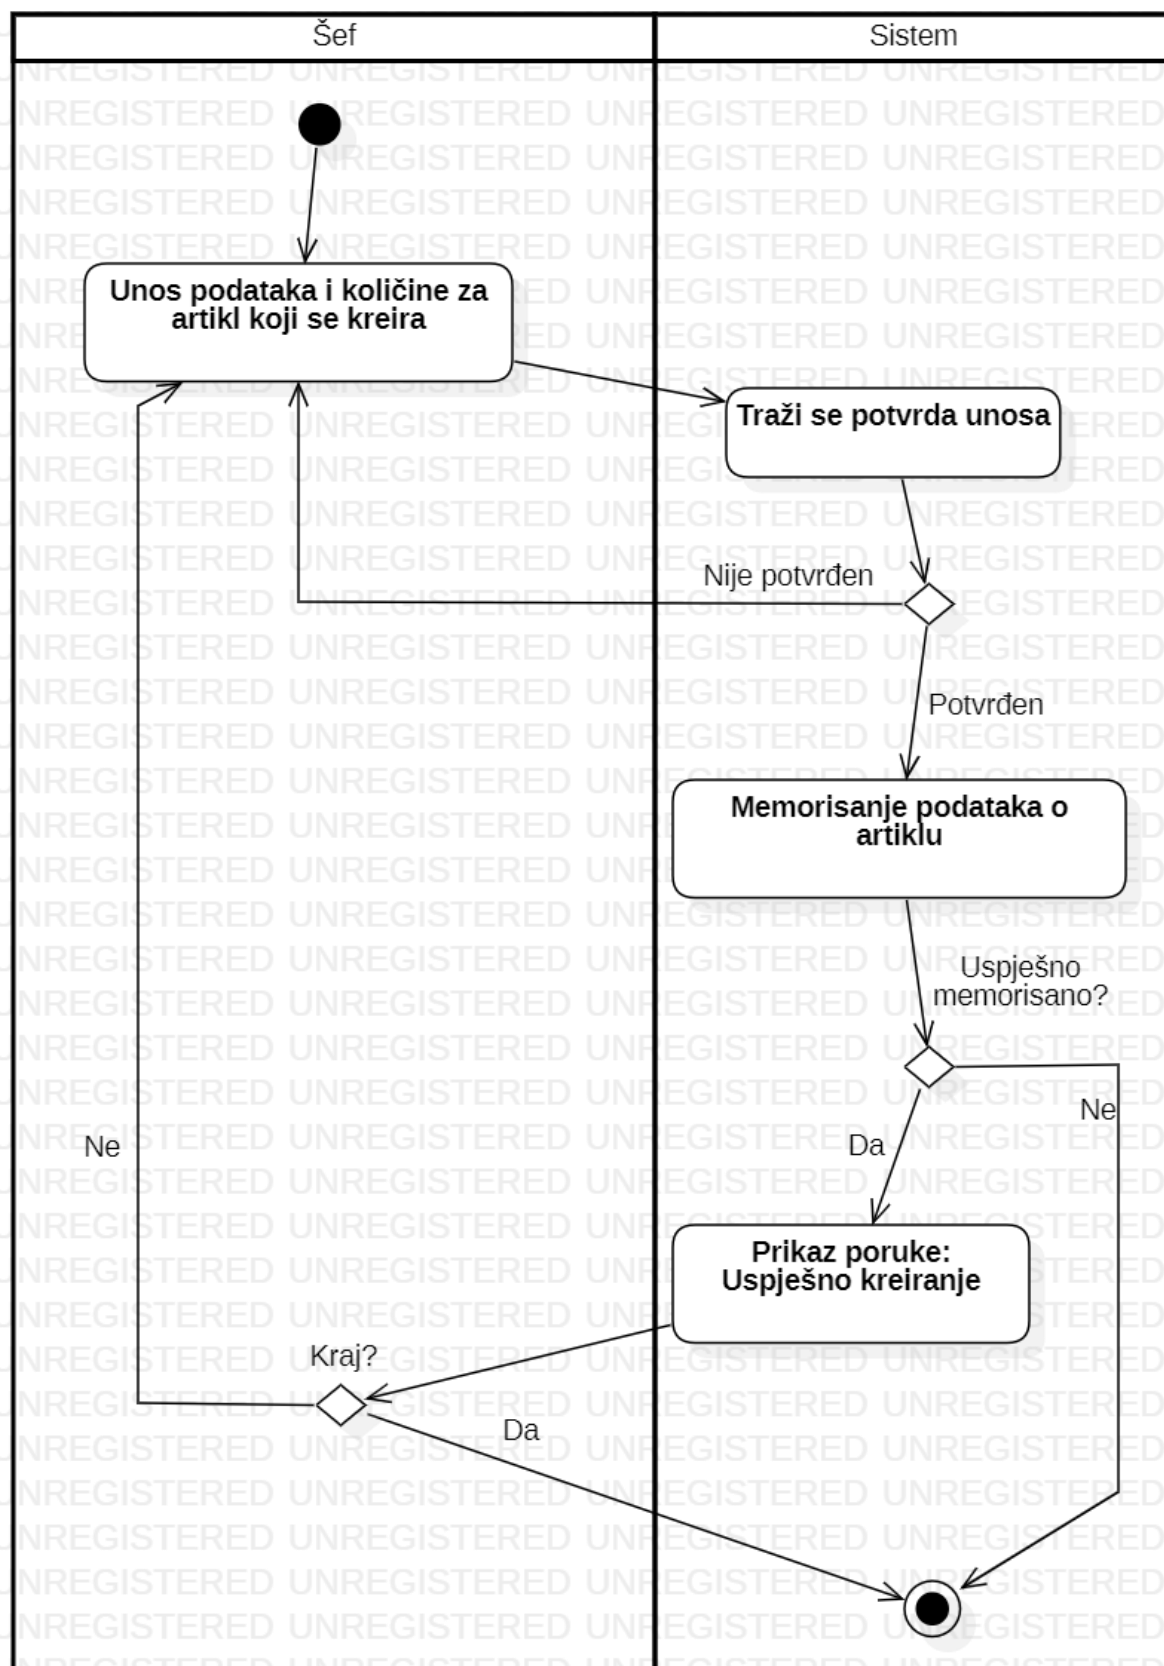 Šef
Sistem
Unos podataka i količine za
artikl koji se kreira
Traži se potvrda unosa
Nije potvrđen
Potvrđen
Memorisanje podataka o
artiklu
Uspješno
memorisano?
Ne
Da
Ne
Prikaz poruke:
Uspješno kreiranje
Kraj?
Da
UNREGISTERED